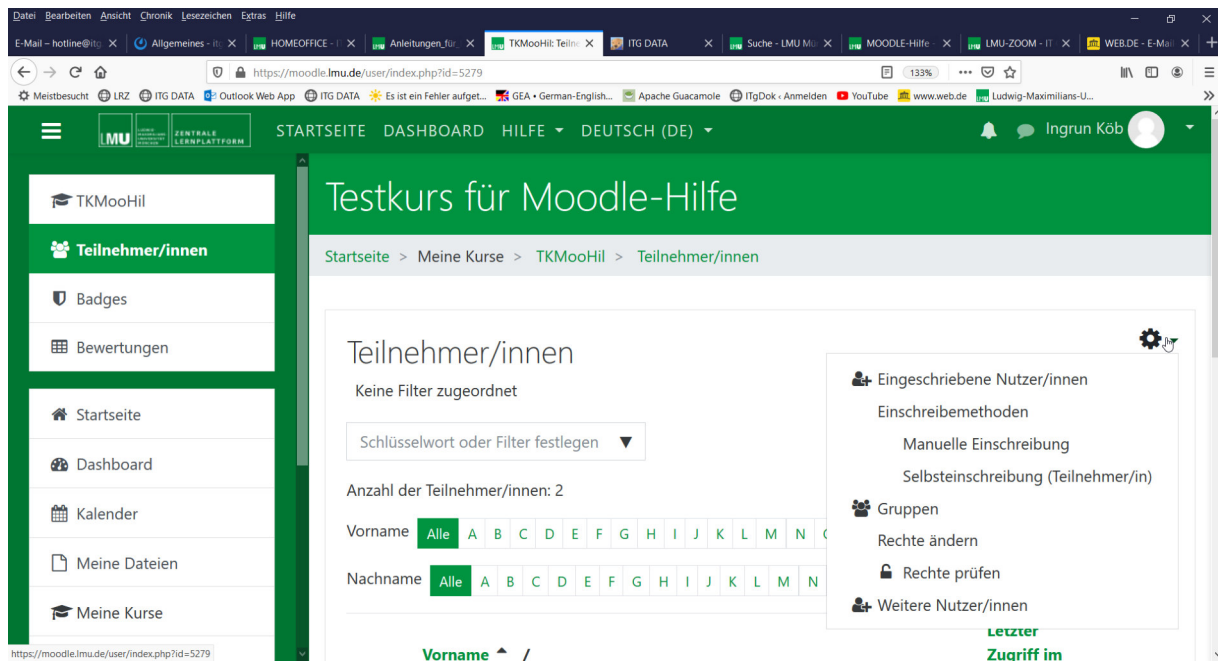 Datei Bearbeiten Ansicht Chronik Lesezeichen Extras Hilfe
E-Mail – hotline@itg Allgemeines - itg HOMEOFFICE - I Anleitungen_für_ TKMooHil: Teilne ITG DATA Suche - LMU Mü MOODLE-Hilfe - LMU-ZOOM - IT WEB.DE - E-Mail
https://moodle.lmu.de/user/index.php?id=5279 133%
Meistbesucht LRZ ITG DATA Outlook Web App ITG DATA Es ist ein Fehler aufget... GEA • German-English... Apache Guacamole ITgDok ‹ Anmelden YouTube www.web.de Ludwig-Maximilians-U...
LMU ZENTRALE LERNPLATTFORM STARTSEITE DASHBOARD HILFE DEUTSCH (DE) Ingrun Köb
TKMooHil
Teilnehmer/innen
Badges
Bewertungen
Startseite
Dashboard
Kalender
Meine Dateien
Meine Kurse
Testkurs für Moodle-Hilfe
Startseite > Meine Kurse > TKMooHil > Teilnehmer/innen
Teilnehmer/innen
Keine Filter zugeordnet
Schlüsselwort oder Filter festlegen ▼
Anzahl der Teilnehmer/innen: 2
Vorname Alle A B C D E F G H I J K L M N
Nachname Alle A B C D E F G H I J K L M N
Vorname /
Letzter
Zugriff im
Eingeschriebene Nutzer/innen
Einschreibemethoden
Manuelle Einschreibung
Selbsteinschreibung (Teilnehmer/in)
Gruppen
Rechte ändern
Rechte prüfen
Weitere Nutzer/innen
https://moodle.lmu.de/user/index.php?id=5279